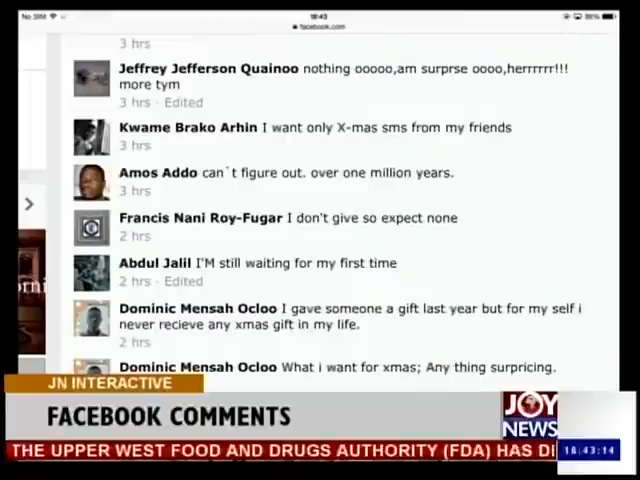 No SIM
18:43
facebook.com
3 hrs
Jeffrey Jefferson Quainoo nothing ooooo,am surprse oooo,herrrrrr!!!
more tym
3 hrs · Edited
Kwame Brako Arhin I want only X-mas sms from my friends
3 hrs
Amos Addo can`t figure out. over one million years.
3 hrs
Francis Nani Roy-Fugar I don't give so expect none
2 hrs
Abdul Jalil I'M still waiting for my first time
2 hrs · Edited
Dominic Mensah Ocloo I gave someone a gift last year but for my self i
never recieve any xmas gift in my life.
2 hrs
Dominic Mensah Ocloo What i want for xmas; Any thing surpricing.
JN INTERACTIVE
FACEBOOK COMMENTS
JOY
NEWS
THE UPPER WEST FOOD AND DRUGS AUTHORITY (FDA) HAS DI
18:43:14